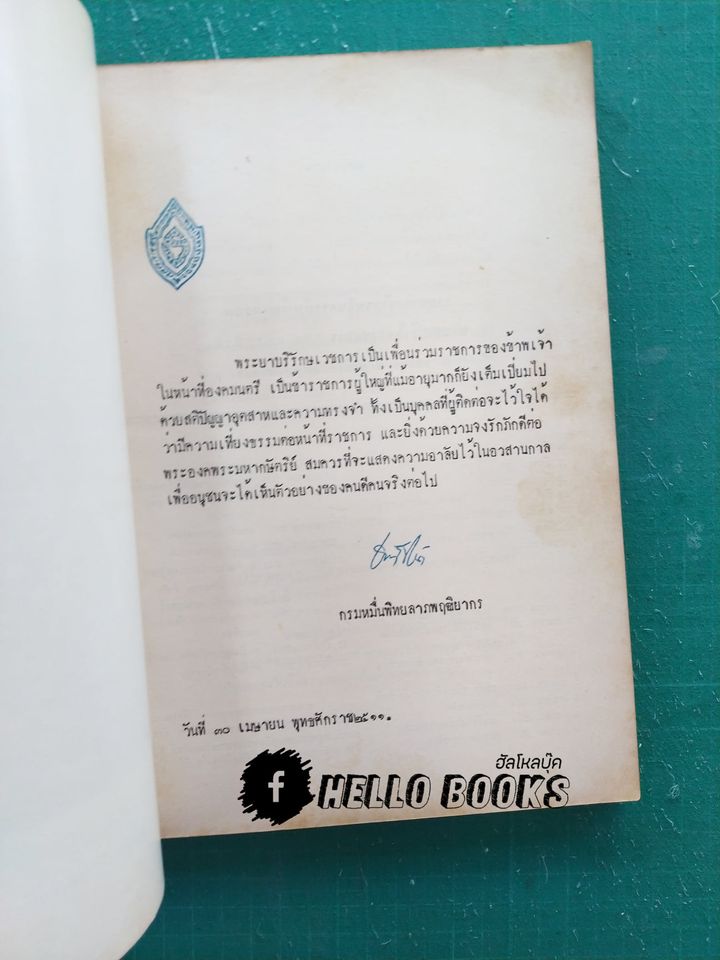 พระยาบริรักษเวชการเป็นเพื่อนร่วมราชการของข้าพเจ้า
ในหน้าที่องคมนตรี เป็นข้าราชการผู้ใหญ่ที่แม้อายุมากก็ยังเต็มเปี่ยมไป
ด้วยสติปัญญาอุตสาหะและความทรงจำ ทั้งเป็นบุคคลที่ผู้ติดต่อจะไว้ใจได้
ว่ามีความเที่ยงธรรมต่อหน้าที่ราชการ และยิ่งด้วยความจงรักภักดีต่อ
พระองคพระมหากษัตริย์ สมควรที่จะแสดงความอาลัยไว้ในอวสานกาล
เพื่ออนุชนจะได้เห็นตัวอย่างของคนดีคนจริงต่อไป
กรมหมื่นพิทยลาภพฤฒิยากร
วันที่ ๓๐ เมษายน พุทธศักราช๒๕๑๑.
ฮัลโหลบุ๊ค
f HELLO BOOKS